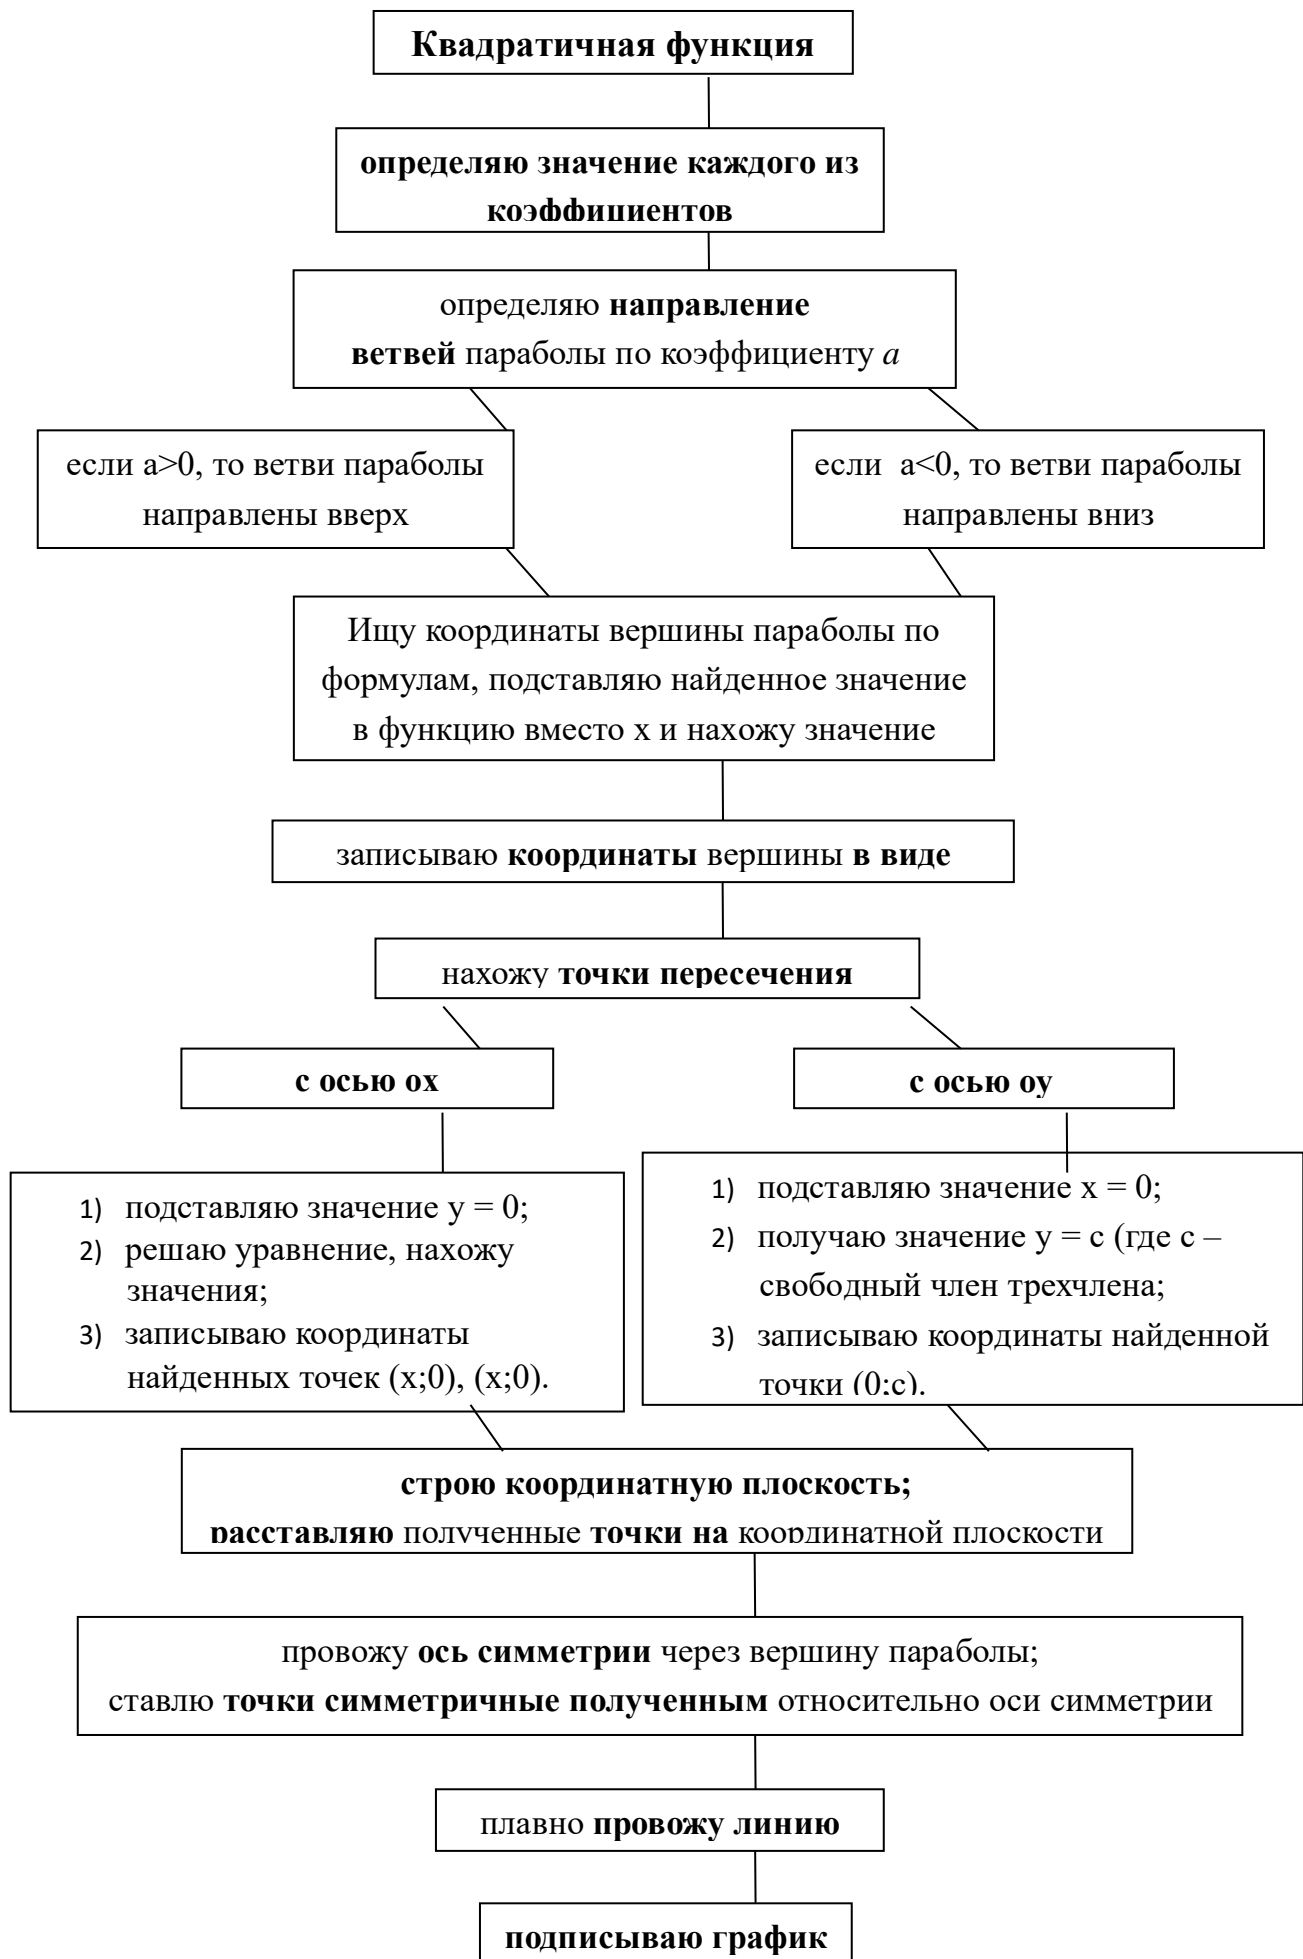 Квадратичная функция
определяю значение каждого из
коэффициентов
определяю направление
ветвей параболы по коэффициенту a
если а>0, то ветви параболы
направлены вверх
если а<0, то ветви параболы
направлены вниз
Ищу координаты вершины параболы по
формулам, подставляю найденное значение
в функцию вместо х и нахожу значение
записываю координаты вершины в виде
нахожу точки пересечения
с осью ох
с осью оу
1) подставляю значение у = 0;
2) решаю уравнение, нахожу
значения;
3) записываю координаты
найденных точек (х;0), (х;0).
1) подставляю значение х = 0;
2) получаю значение у = с (где с –
свободный член трехчлена;
3) записываю координаты найденной
точки (0;с).
строю координатную плоскость;
расставляю полученные точки на координатной плоскости
провожу ось симметрии через вершину параболы;
ставлю точки симметричные полученным относительно оси симметрии
плавно провожу линию
подписываю график